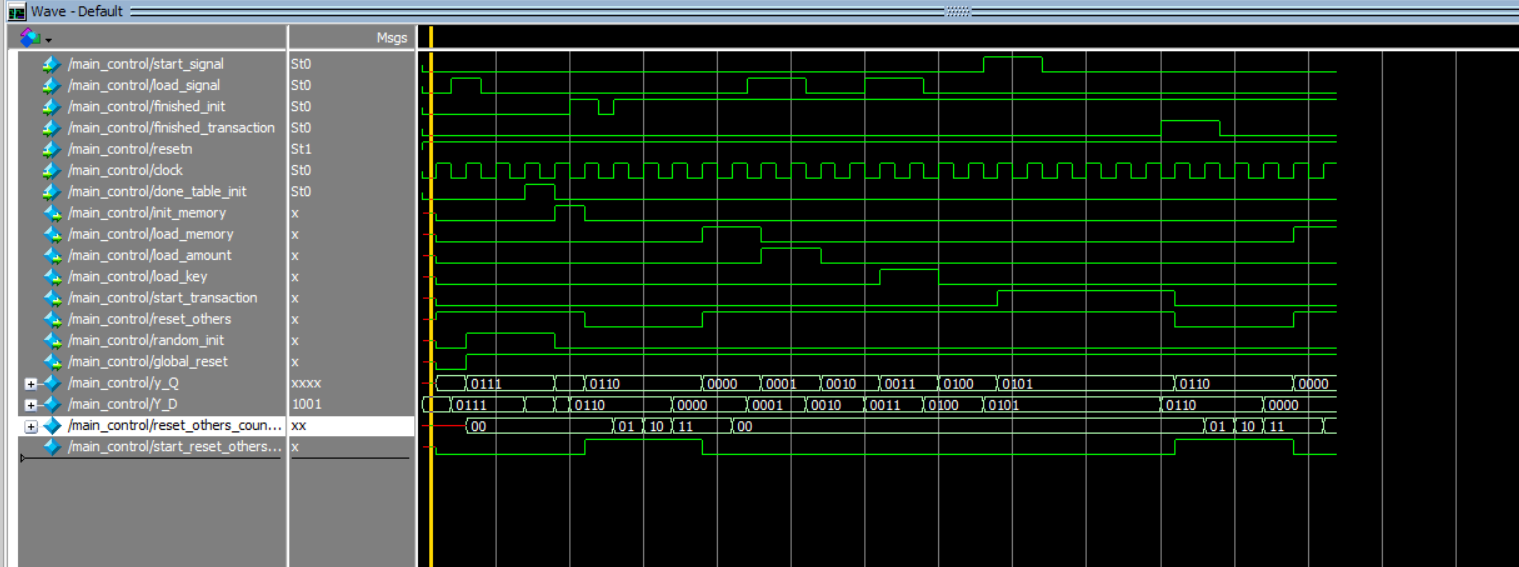 Wave - Default
Msgs
/main_control/start_signal St0
/main_control/load_signal St0
/main_control/finished_init St0
/main_control/finished_transaction St0
/main_control/resetn St1
/main_control/clock St0
/main_control/done_table_init St0
/main_control/init_memory x
/main_control/load_memory x
/main_control/load_amount x
/main_control/load_key x
/main_control/start_transaction x
/main_control/reset_others x
/main_control/random_init x
/main_control/global_reset x
/main_control/y_Q xxxx 0111 0110 0000 0001 0010 0011 0100 0101 0110 0000
/main_control/Y_D 1001 0111 0110 0000 0001 0010 0011 0100 0101 0110 0000
/main_control/reset_others_coun... xx 00 01 10 11 00 01 10 11
/main_control/start_reset_others... x